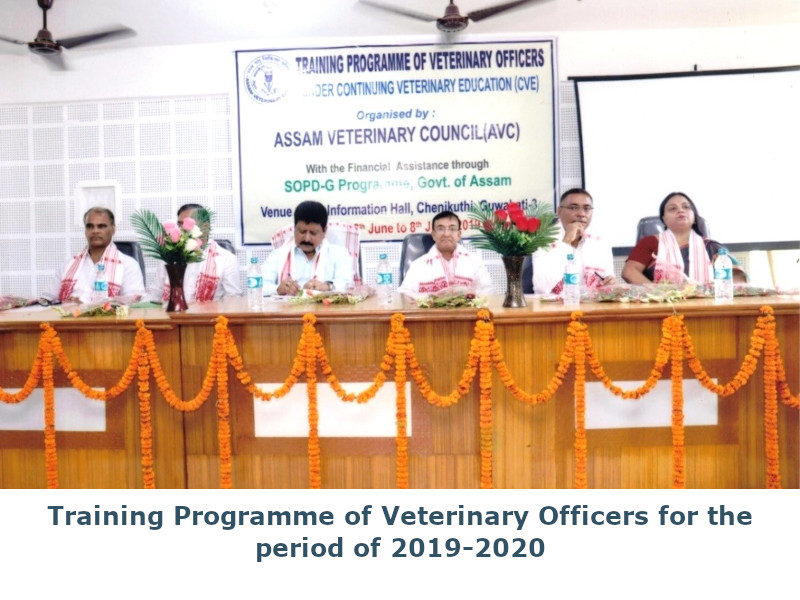 TRAINING PROGRAMME OF VETERINARY OFFICERS
UNDER CONTINUING VETERINARY EDUCATION (CVE)
Organised by :
ASSAM VETERINARY COUNCIL(AVC)
With the Financial Assistance through
SOPD-G Programme, Govt. of Assam
Venue Information Hall, Chenikuthi, Guwahati-3
June to 8
Training Programme of Veterinary Officers for the
period of 2019-2020